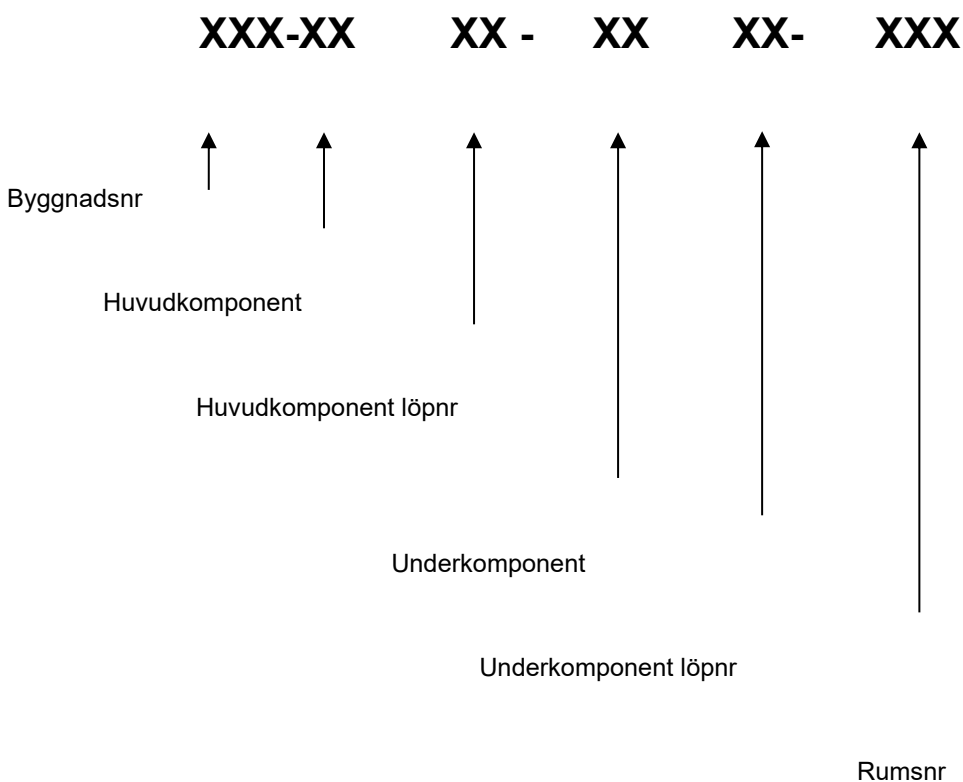 XXX-XX XX - XX XX- XXX
Byggnadsnr
Huvudkomponent
Huvudkomponent löpnr
Underkomponent
Underkomponent löpnr
Rumsnr